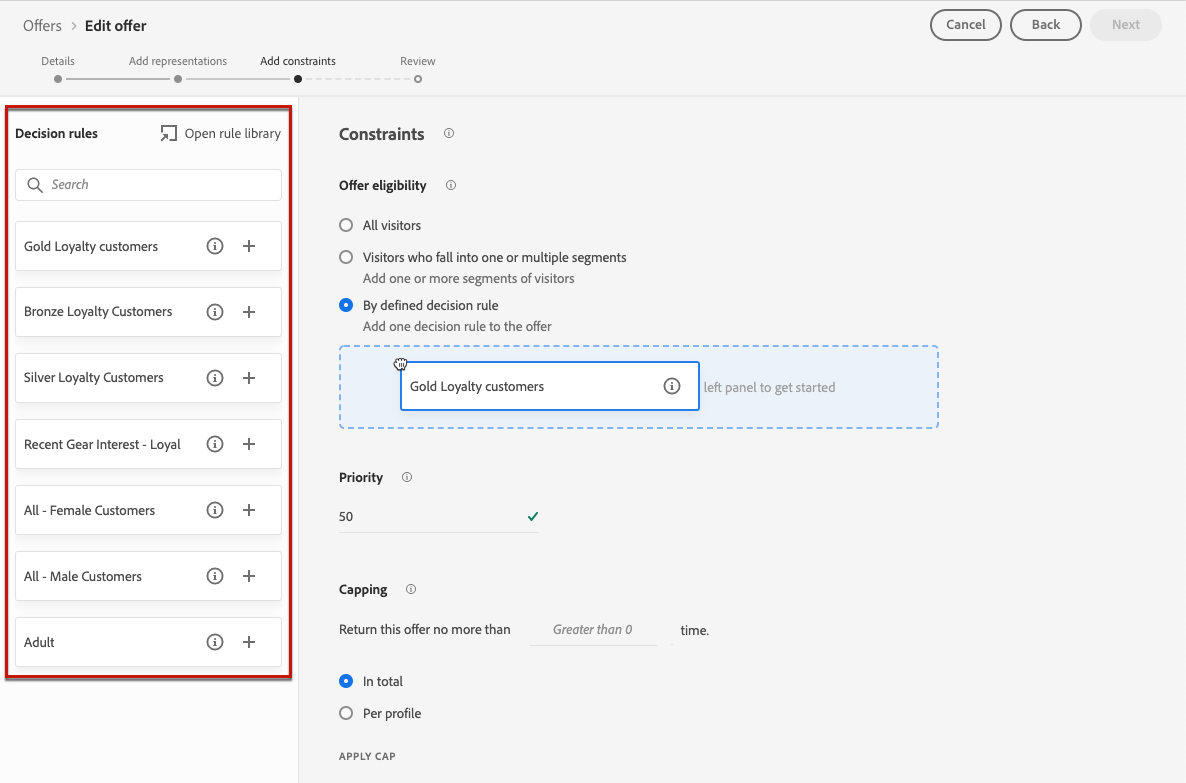 Offers > Edit offer
Cancel
Back
Next
Details
Add representations
Add constraints
Review
Decision rules
Open rule library
Search
Gold Loyalty customers
Bronze Loyalty Customers
Silver Loyalty Customers
Recent Gear Interest - Loyal
All - Female Customers
All - Male Customers
Adult
Constraints
Offer eligibility
All visitors
Visitors who fall into one or multiple segments
Add one or more segments of visitors
By defined decision rule
Add one decision rule to the offer
Gold Loyalty customers
left panel to get started
Priority
50
Capping
Return this offer no more than Greater than 0 time.
In total
Per profile
APPLY CAP